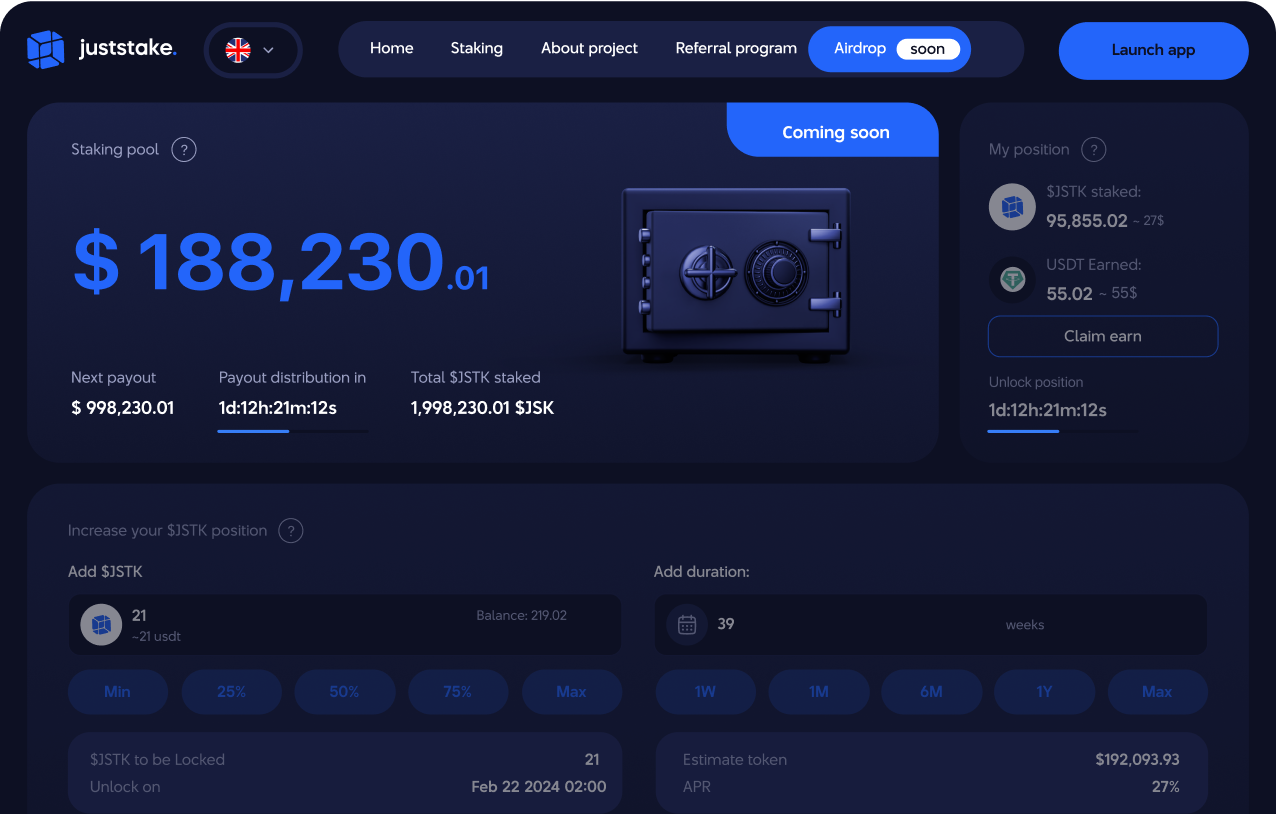 juststake.
Home
Staking
About project
Referral program
Airdrop soon
Launch app
Staking pool ?
Coming soon
$ 188,230.01
Next payout
$ 998,230.01
Payout distribution in
1d:12h:21m:12s
Total $JSTK staked
1,998,230.01 $JSK
My position ?
$JSTK staked:
95,855.02 ~ 27$
USDT Earned:
55.02 ~ 55$
Claim earn
Unlock position
1d:12h:21m:12s
Increase your $JSTK position ?
Add $JSTK
21
~21 usdt
Balance: 219.02
Min
25%
50%
75%
Max
$JSTK to be Locked 21
Unlock on Feb 22 2024 02:00
Add duration:
39 weeks
1W
1M
6M
1Y
Max
Estimate token $192,093.93
APR 27%